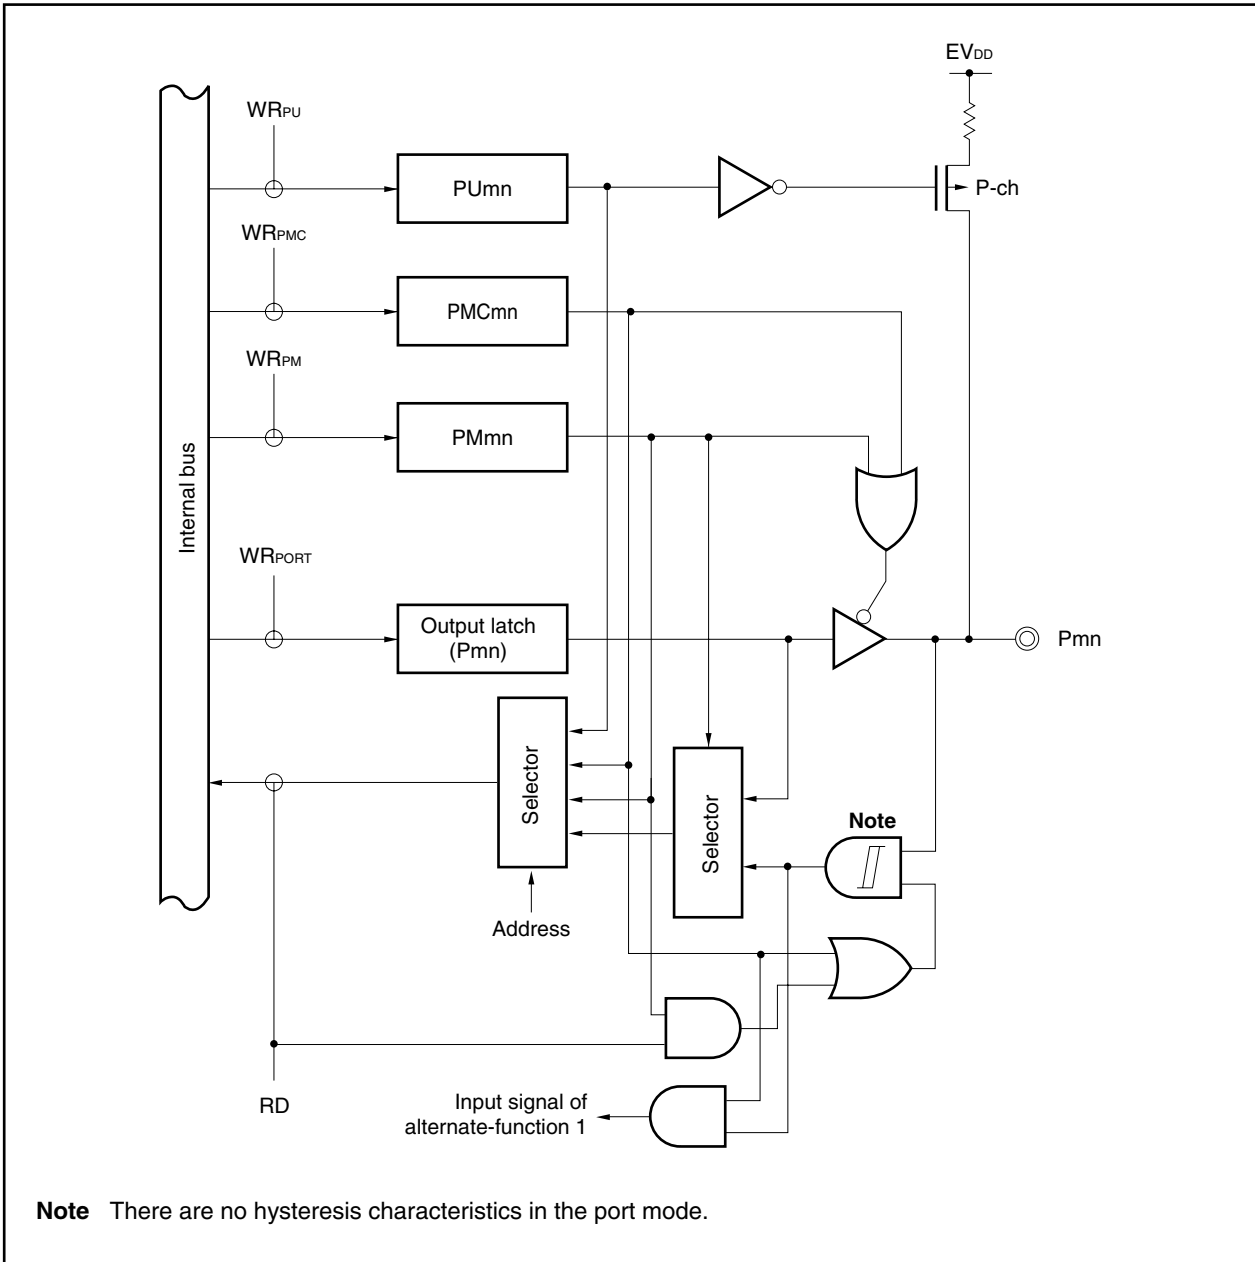 EVDD
WRPU
PUmn
P-ch
WRPMC
PMCmn
WRPM
PMmn
Internal bus
WRPORT
Output latch
(Pmn)
Pmn
Selector
Selector
Note
Address
RD
Input signal of
alternate-function 1
Note There are no hysteresis characteristics in the port mode.